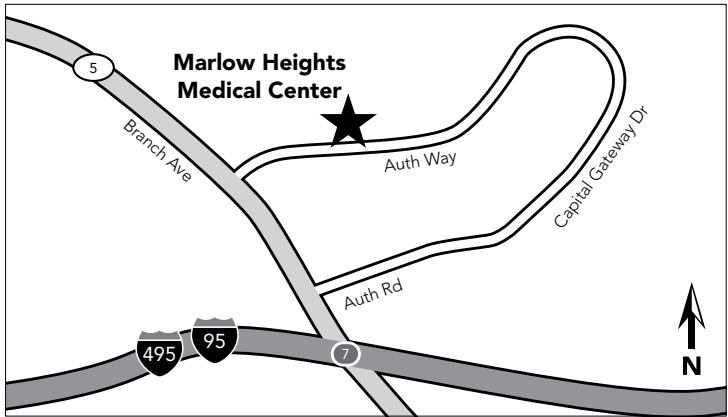 Marlow Heights
Medical Center
5
Branch Ave
Auth Way
Capital Gateway Dr
Auth Rd
495
95
7
N